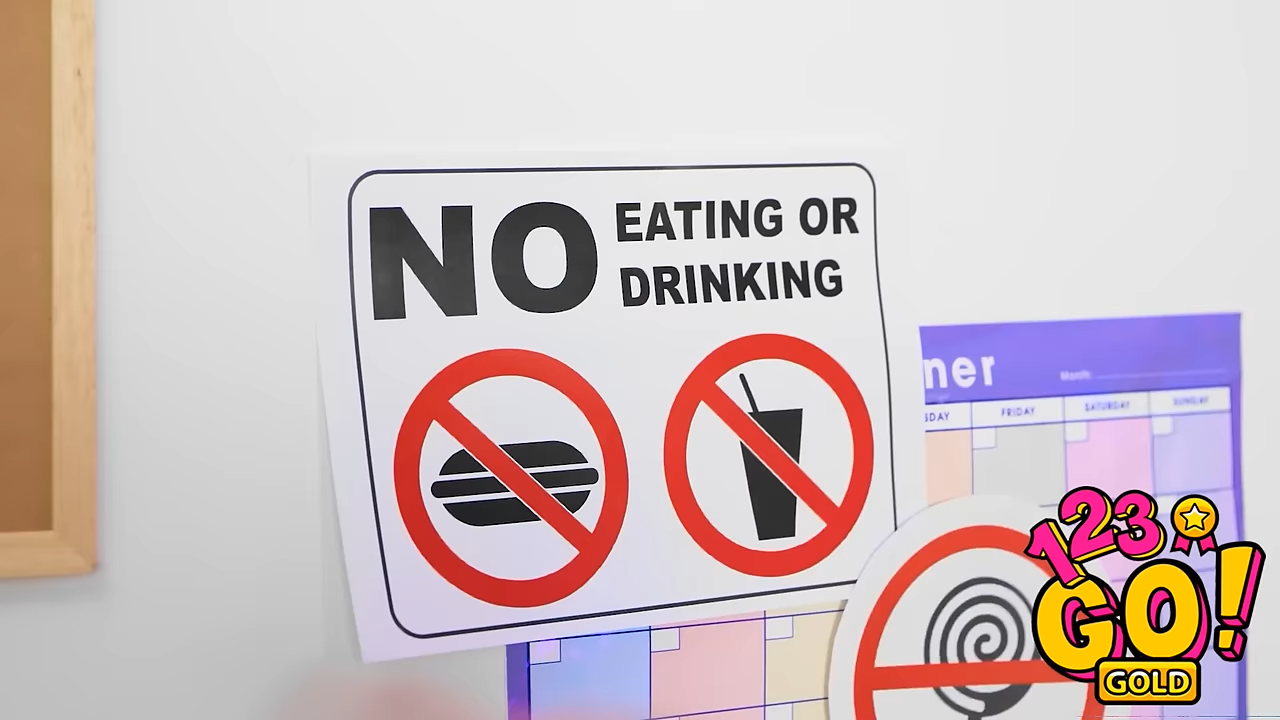 NO EATING OR
DRINKING
ner
Month:
SDAY FRIDAY SATURDAY SUNDAY
123
GO!
GOLD